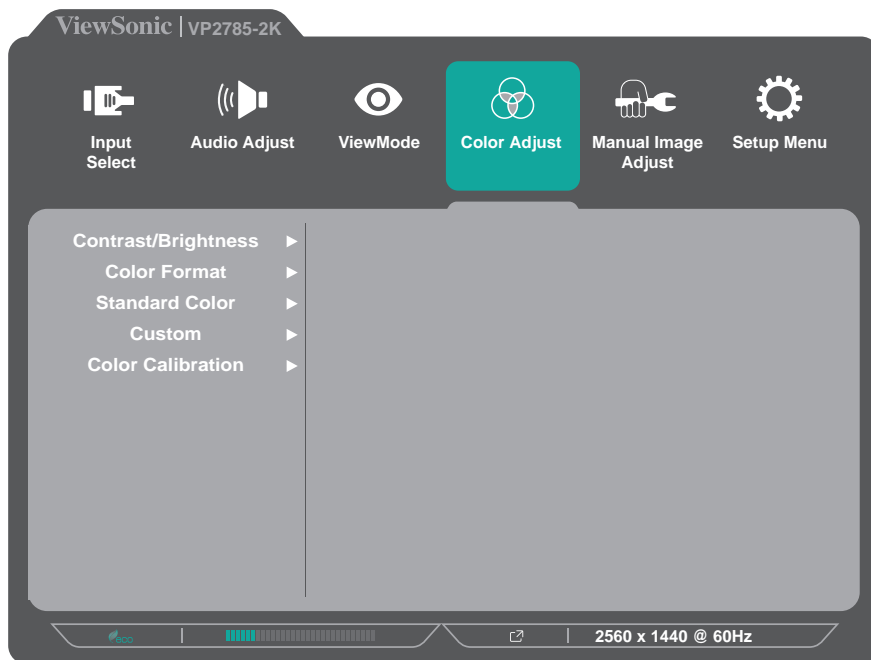 ViewSonic | VP2785-2K
Input Select
Audio Adjust
ViewMode
Color Adjust
Manual Image Adjust
Setup Menu
Contrast/Brightness
Color Format
Standard Color
Custom
Color Calibration
eco
2560 x 1440 @ 60Hz